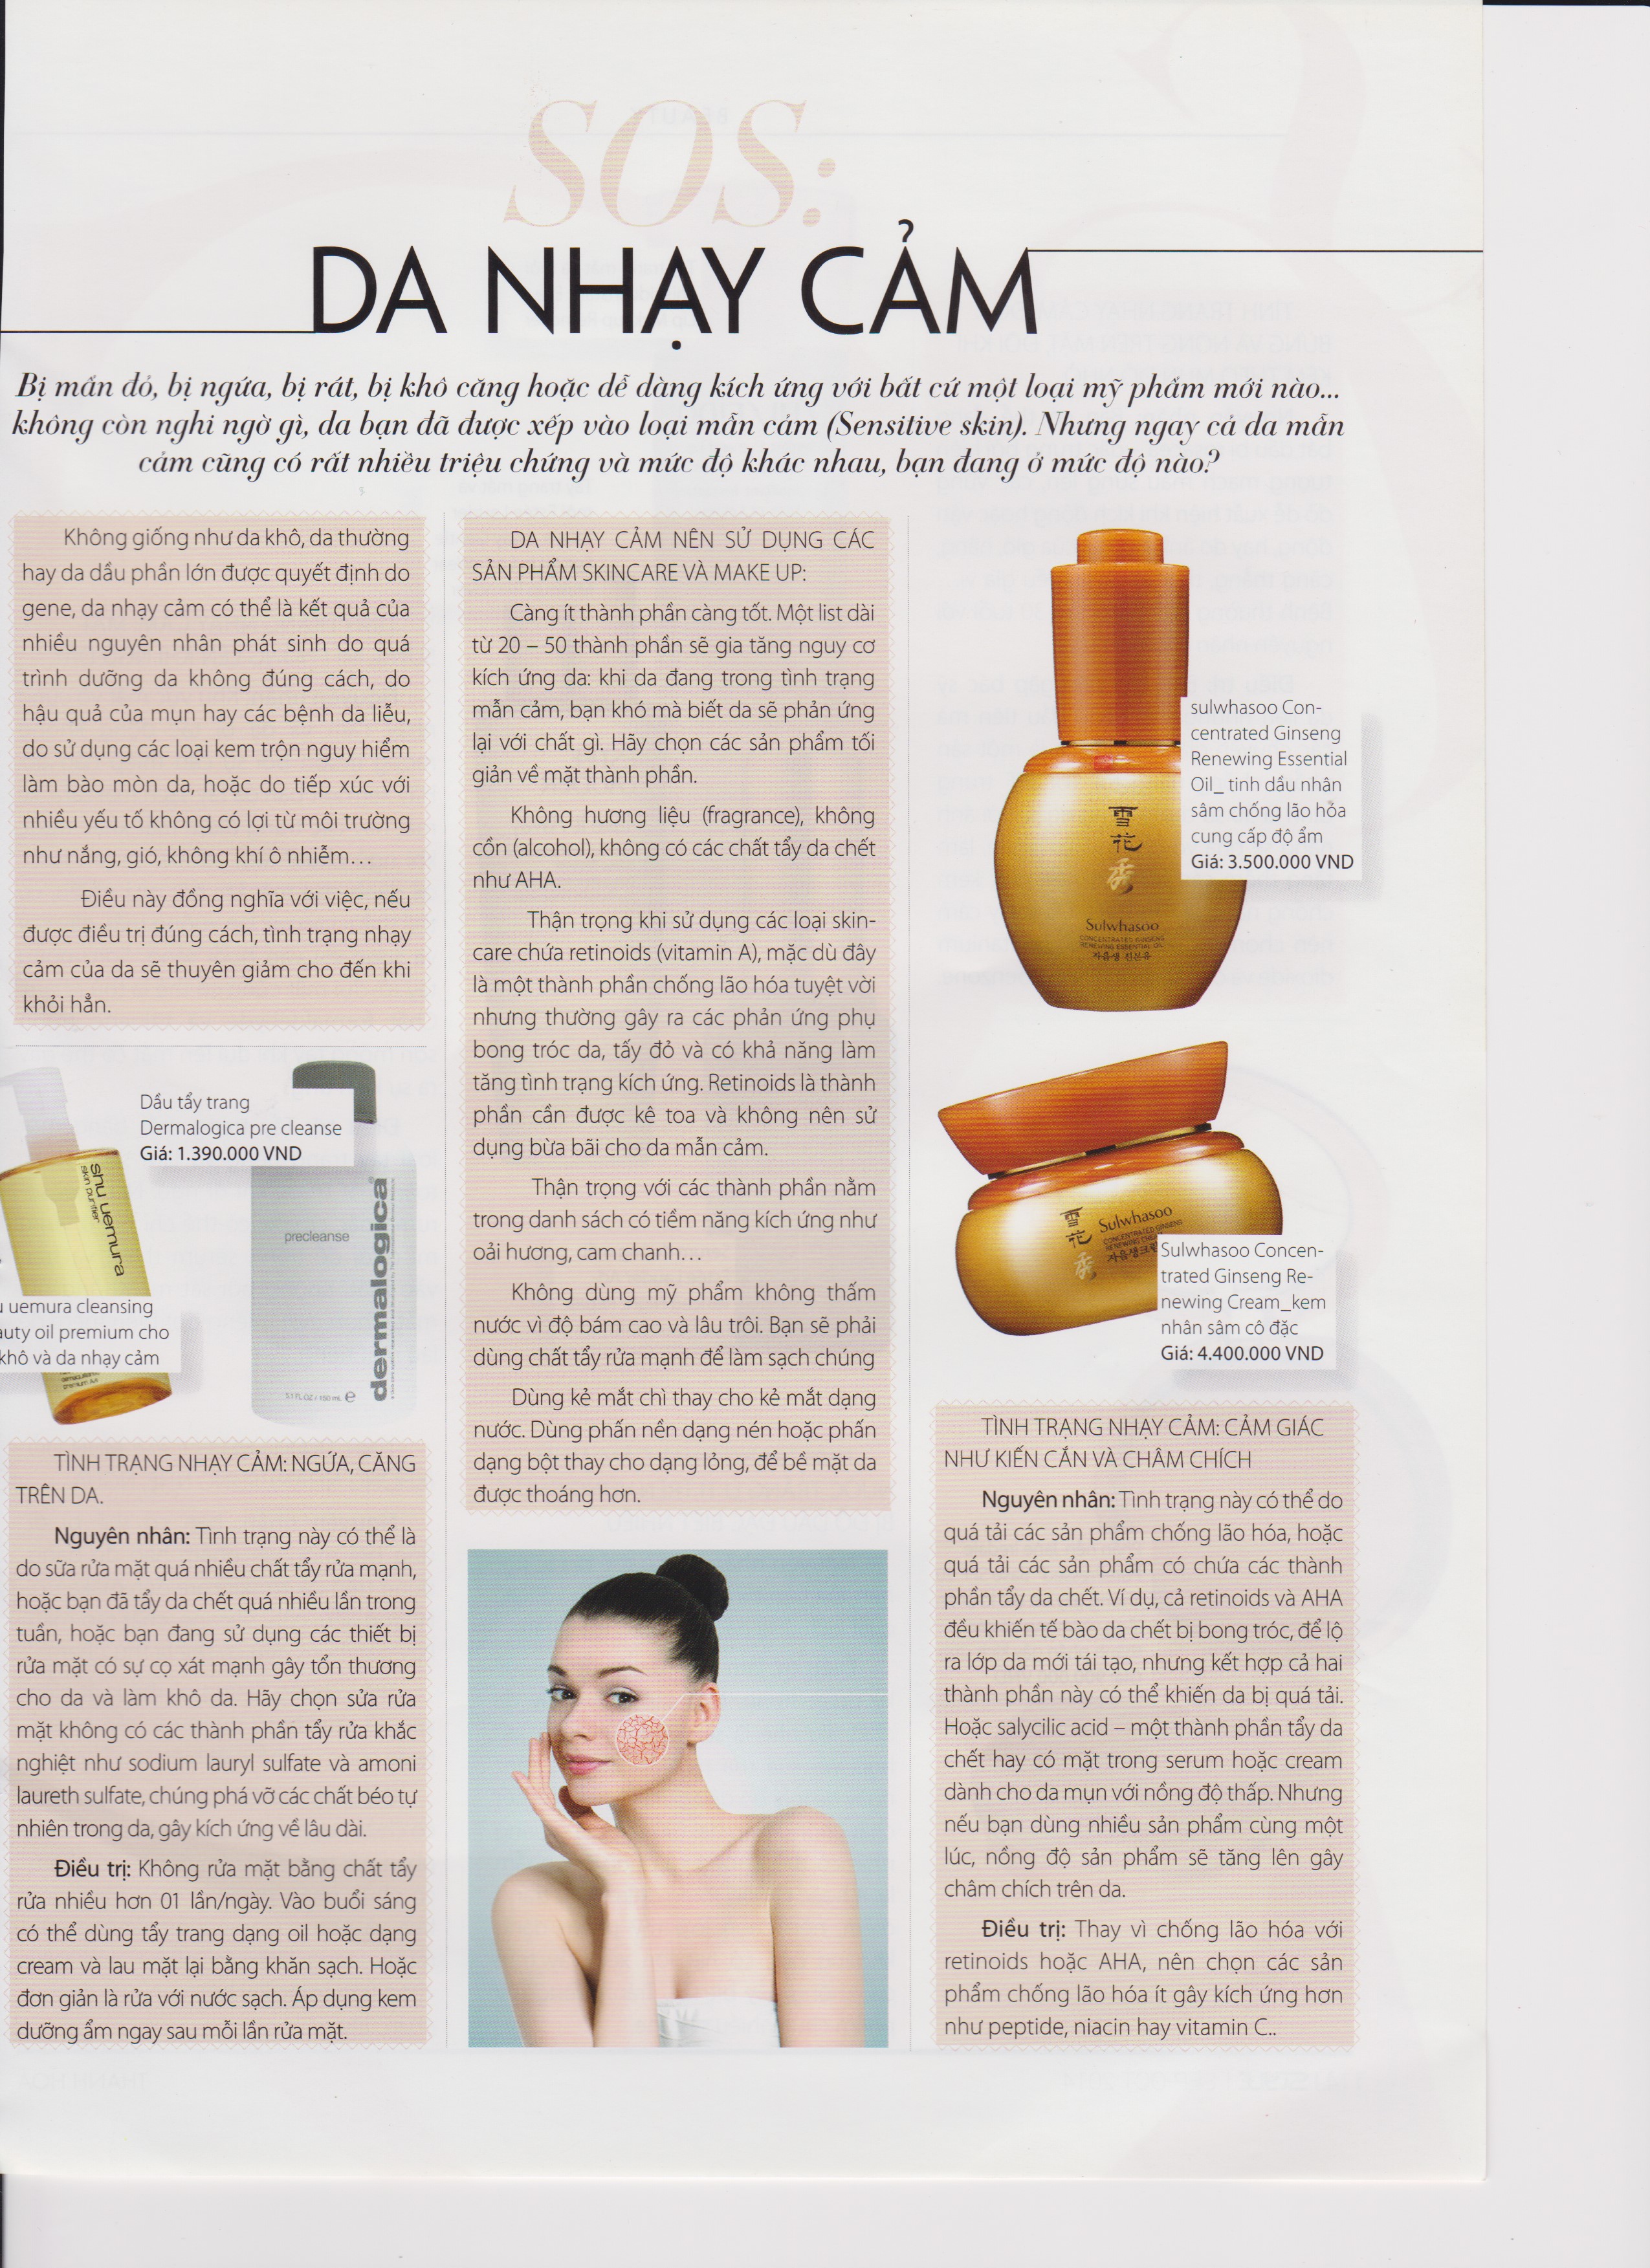 SOS:
DA NHẠY CẢM
Bị mẩn đỏ, bị ngứa, bị rát, bị khô căng hoặc dễ dàng kích ứng với bất cứ một loại mỹ phẩm mới nào...
không còn nghi ngờ gì, da bạn đã được xếp vào loại mẫn cảm (Sensitive skin). Nhưng ngay cả da mẫn
cảm cũng có rất nhiều triệu chứng và mức độ khác nhau, bạn đang ở mức độ nào?
Không giống như da khô, da thường
hay da dầu phần lớn được quyết định do
gene, da nhạy cảm có thể là kết quả của
nhiều nguyên nhân phát sinh do quá
trình dưỡng da không đúng cách, do
hậu quả của mụn hay các bệnh da liễu,
do sử dụng các loại kem trộn nguy hiểm
làm bào mòn da, hoặc do tiếp xúc với
nhiều yếu tố không có lợi từ môi trường
như nắng, gió, không khí ô nhiễm…
Điều này đồng nghĩa với việc, nếu
được điều trị đúng cách, tình trạng nhạy
cảm của da sẽ thuyên giảm cho đến khi
khỏi hẳn.
Dầu tẩy trang
Dermalogica pre cleanse
Giá: 1.390.000 VND
shu uemura
skin purifier
precleanse
dermalogica
5.1 FL OZ / 150 mL e
uemura cleansing
auty oil premium cho
khô và da nhạy cảm
TÌNH TRẠNG NHẠY CẢM: NGỨA, CĂNG
TRÊN DA.
Nguyên nhân: Tình trạng này có thể là
do sữa rửa mặt quá nhiều chất tẩy rửa mạnh,
hoặc bạn đã tẩy da chết quá nhiều lần trong
tuần, hoặc bạn đang sử dụng các thiết bị
rửa mặt có sự cọ xát mạnh gây tổn thương
cho da và làm khô da. Hãy chọn sửa rửa
mặt không có các thành phần tẩy rửa khắc
nghiệt như sodium lauryl sulfate và amoni
laureth sulfate, chúng phá vỡ các chất béo tự
nhiên trong da, gây kích ứng về lâu dài.
Điều trị: Không rửa mặt bằng chất tẩy
rửa nhiều hơn 01 lần/ngày. Vào buổi sáng
có thể dùng tẩy trang dạng oil hoặc dạng
cream và lau mặt lại bằng khăn sạch. Hoặc
đơn giản là rửa với nước sạch. Áp dụng kem
dưỡng ẩm ngay sau mỗi lần rửa mặt.
DA NHẠY CẢM NÊN SỬ DỤNG CÁC
SẢN PHẨM SKINCARE VÀ MAKE UP:
Càng ít thành phần càng tốt. Một list dài
từ 20 – 50 thành phần sẽ gia tăng nguy cơ
kích ứng da: khi da đang trong tình trạng
mẫn cảm, bạn khó mà biết da sẽ phản ứng
lại với chất gì. Hãy chọn các sản phẩm tối
giản về mặt thành phần.
Không hương liệu (fragrance), không
cồn (alcohol), không có các chất tẩy da chết
như AHA.
Thận trọng khi sử dụng các loại skin-
care chứa retinoids (vitamin A), mặc dù đây
là một thành phần chống lão hóa tuyệt vời
nhưng thường gây ra các phản ứng phụ
bong tróc da, tấy đỏ và có khả năng làm
tăng tình trạng kích ứng. Retinoids là thành
phần cần được kê toa và không nên sử
dụng bừa bãi cho da mẫn cảm.
Thận trọng với các thành phần nằm
trong danh sách có tiềm năng kích ứng như
oải hương, cam chanh…
Không dùng mỹ phẩm không thấm
nước vì độ bám cao và lâu trôi. Bạn sẽ phải
dùng chất tẩy rửa mạnh để làm sạch chúng
Dùng kẻ mắt chì thay cho kẻ mắt dạng
nước. Dùng phấn nền dạng nén hoặc phấn
dạng bột thay cho dạng lỏng, để bề mặt da
được thoáng hơn.
雪花秀
Sulwhasoo
CONCENTRATED GINSENG
RENEWING ESSENTIAL OIL
자음생 진본유
sulwhasoo Con-
centrated Ginseng
Renewing Essential
Oil_ tinh dầu nhân
sâm chống lão hỏa
cung cấp độ ẩm
Giá: 3.500.000 VND
雪花秀
Sulwhasoo
CONCENTRATED GINSENG
RENEWING
자음생크림
Sulwhasoo Concen-
trated Ginseng Re-
newing Cream_kem
nhân sâm cô đặc
Giá: 4.400.000 VND
TÌNH TRẠNG NHẠY CẢM: CẢM GIÁC
NHƯ KIẾN CẮN VÀ CHÂM CHÍCH
Nguyên nhân: Tình trạng này có thể do
quá tải các sản phẩm chống lão hóa, hoặc
quá tải các sản phẩm có chứa các thành
phần tẩy da chết. Ví dụ, cả retinoids và AHA
đều khiến tế bào da chết bị bong tróc, để lộ
ra lớp da mới tái tạo, nhưng kết hợp cả hai
thành phần này có thể khiến da bị quá tải.
Hoặc salycilic acid – một thành phần tẩy da
chết hay có mặt trong serum hoặc cream
dành cho da mụn với nồng độ thấp. Nhưng
nếu bạn dùng nhiều sản phẩm cùng một
lúc, nồng độ sản phẩm sẽ tăng lên gây
châm chích trên da.
Điều trị: Thay vì chống lão hóa với
retinoids hoặc AHA, nên chọn các sản
phẩm chống lão hóa ít gây kích ứng hơn
như peptide, niacin hay vitamin C..